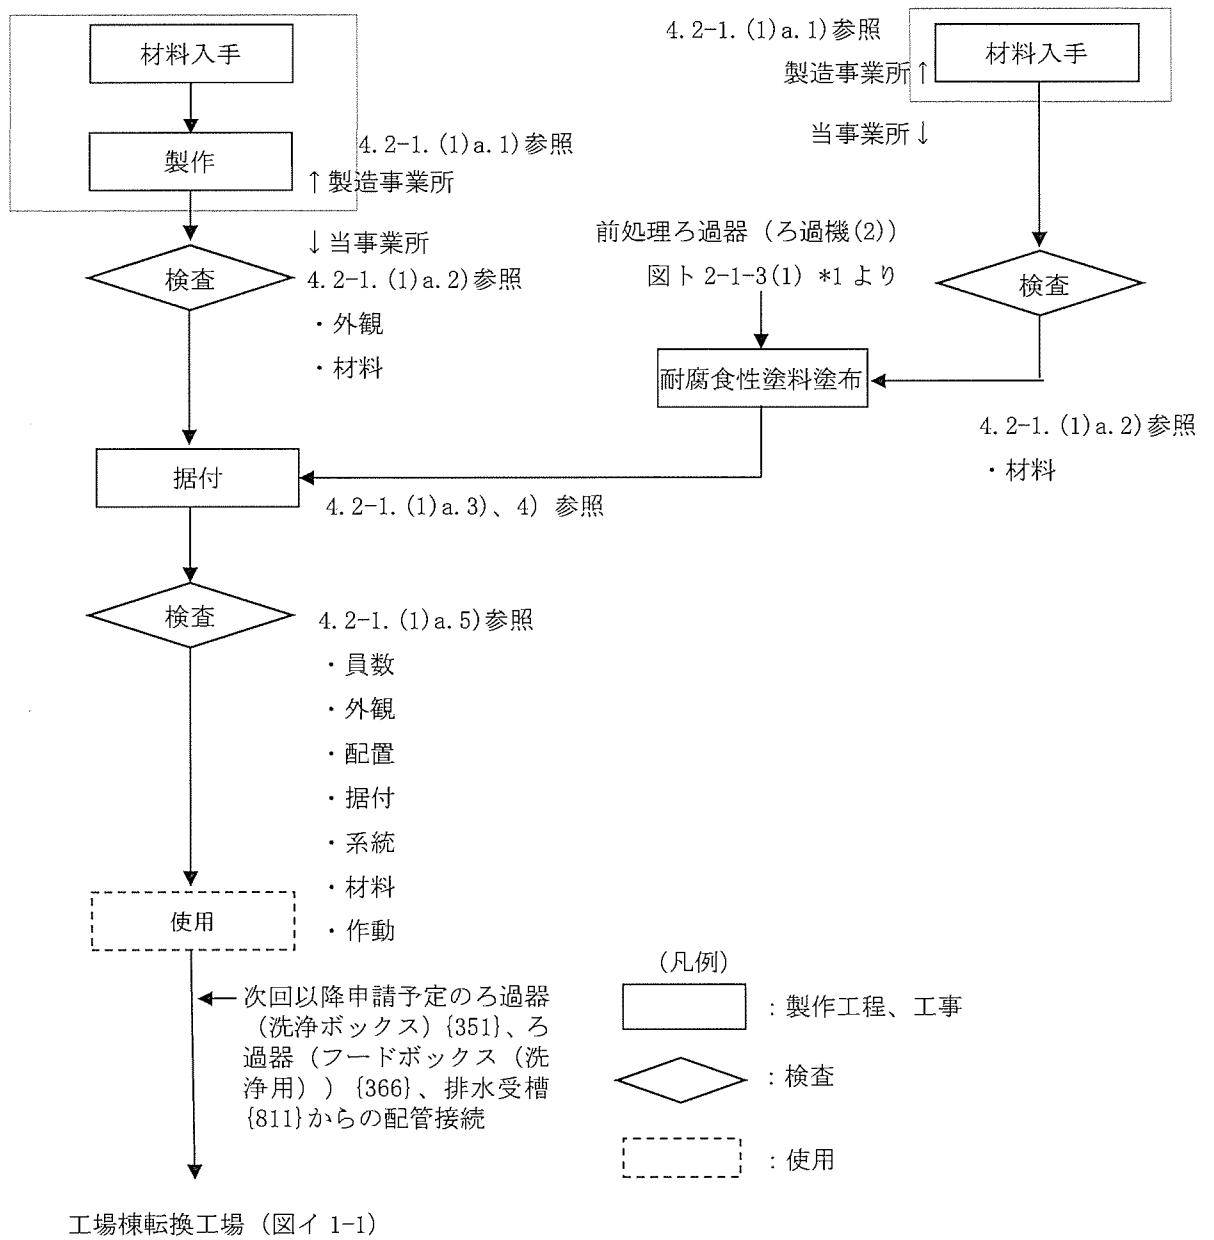 材料入手
4.2-1.(1)a.1)参照
材料入手
製造事業所↑
製作
4.2-1.(1)a.1)参照
↑製造事業所
当事業所↓
↓当事業所
検査
4.2-1.(1)a.2)参照
・外観
・材料
前処理ろ過器（ろ過機(2)）
図ト 2-1-3(1) *1 より
検査
耐腐食性塗料塗布
4.2-1.(1)a.2)参照
・材料
据付
4.2-1.(1)a.3)、4) 参照
検査
4.2-1.(1)a.5)参照
・員数
・外観
・配置
・据付
・系統
・材料
・作動
使用
次回以降申請予定のろ過器
（洗浄ボックス）{351}、ろ
過器（フードボックス（洗
浄用））{366}、排水受槽
{811}からの配管接続
工場棟転換工場（図イ 1-1）
（凡例）
：製作工程、工事
：検査
：使用